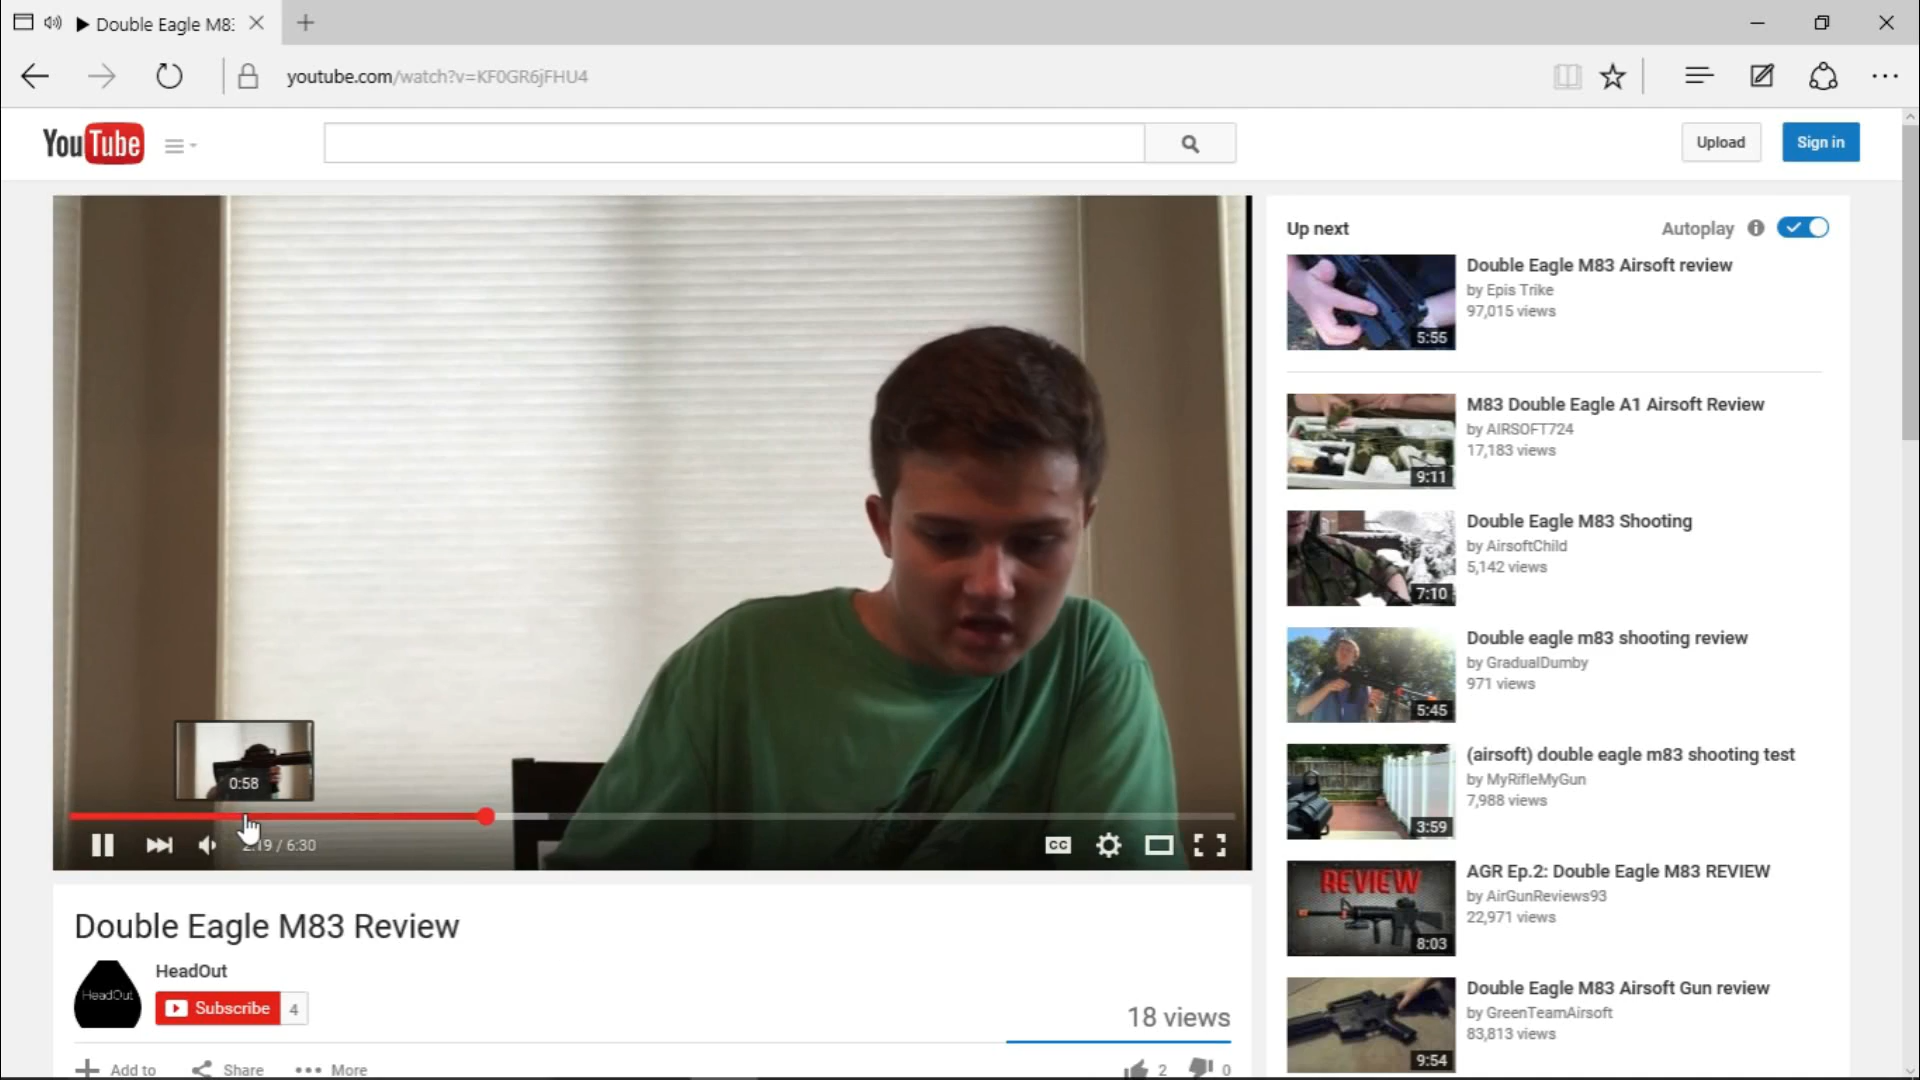 Double Eagle M8
youtube.com/watch?v=KF0GR6jFHU4
YouTube
Upload
Sign in
Up next
Autoplay
Double Eagle M83 Airsoft review
by Epis Trike
97,015 views
5:55
M83 Double Eagle A1 Airsoft Review
by AIRSOFT724
17,183 views
9:11
Double Eagle M83 Shooting
by AirsoftChild
5,142 views
7:10
Double eagle m83 shooting review
by GradualDumby
971 views
5:45
(airsoft) double eagle m83 shooting test
by MyRifleMyGun
7,988 views
3:59
REVIEW
AGR Ep.2: Double Eagle M83 REVIEW
by AirGunReviews93
22,971 views
8:03
Double Eagle M83 Airsoft Gun review
by GreenTeamAirsoft
83,813 views
9:54
0:58
2:19 / 6:30
CC
Double Eagle M83 Review
HeadOut
HeadOut
Subscribe 4
18 views
Add to Share More 2 0